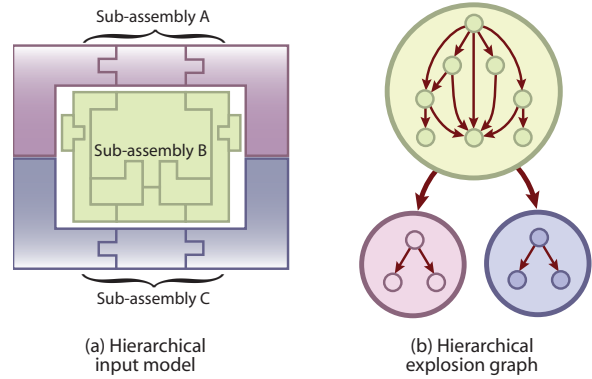 Sub-assembly A
Sub-assembly B
Sub-assembly C
(a) Hierarchical
input model
(b) Hierarchical
explosion graph